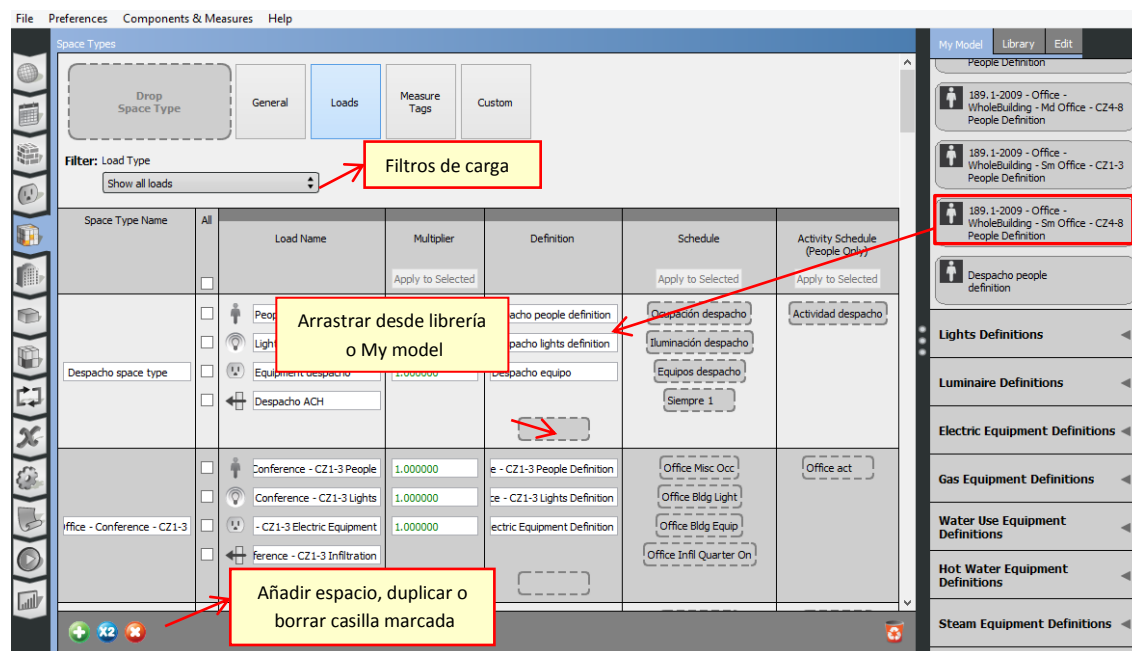 File Preferences Components & Measures Help
Space Types
My Model Library Edit
Drop
Space Type
General
Loads
Measure
Tags
Custom
Filter: Load Type
Show all loads
Filtros de carga
Space Type Name
All
Load Name
Multiplier
Definition
Schedule
Activity Schedule
(People Only)
Apply to Selected
Apply to Selected
Apply to Selected
Arrastrar desde librería
o My model
Despacho space type
Peop
acho people definition
Ocupación despacho
Actividad despacho
Light
pacho lights definition
Iluminación despacho
Equipment despacho
1.000000
Despacho equipo
Equipos despacho
Despacho ACH
Siempre 1
ffice - Conference - CZ1-3
Conference - CZ1-3 People
1.000000
e - CZ1-3 People Definition
Office Misc Occ
Office act
Conference - CZ1-3 Lights
1.000000
ce - CZ1-3 Lights Definition
Office Bldg Light
- CZ1-3 Electric Equipment
1.000000
ectric Equipment Definition
Office Bldg Equip
ference - CZ1-3 Infiltration
Office Infil Quarter On
Añadir espacio, duplicar o
borrar casilla marcada
X2
People Definition
189.1-2009 - Office -
WholeBuilding - Md Office - CZ4-8
People Definition
189.1-2009 - Office -
WholeBuilding - Sm Office - CZ1-3
People Definition
189.1-2009 - Office -
WholeBuilding - Sm Office - CZ4-8
People Definition
Despacho people
definition
Lights Definitions
Luminaire Definitions
Electric Equipment Definitions
Gas Equipment Definitions
Water Use Equipment
Definitions
Hot Water Equipment
Definitions
Steam Equipment Definitions